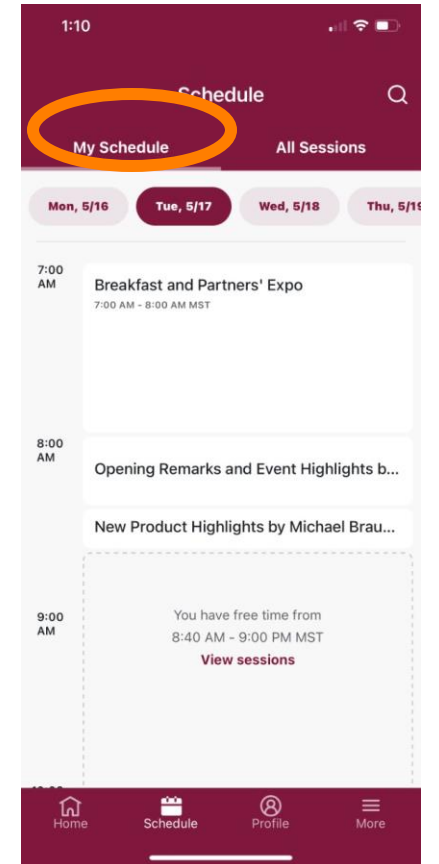 1:10
Schedule
My Schedule
All Sessions
Mon, 5/16
Tue, 5/17
Wed, 5/18
Thu, 5/19
7:00
AM
Breakfast and Partners' Expo
7:00 AM - 8:00 AM MST
8:00
AM
Opening Remarks and Event Highlights b...
New Product Highlights by Michael Brau...
9:00
AM
You have free time from
8:40 AM - 9:00 PM MST
View sessions
Home
Schedule
Profile
More